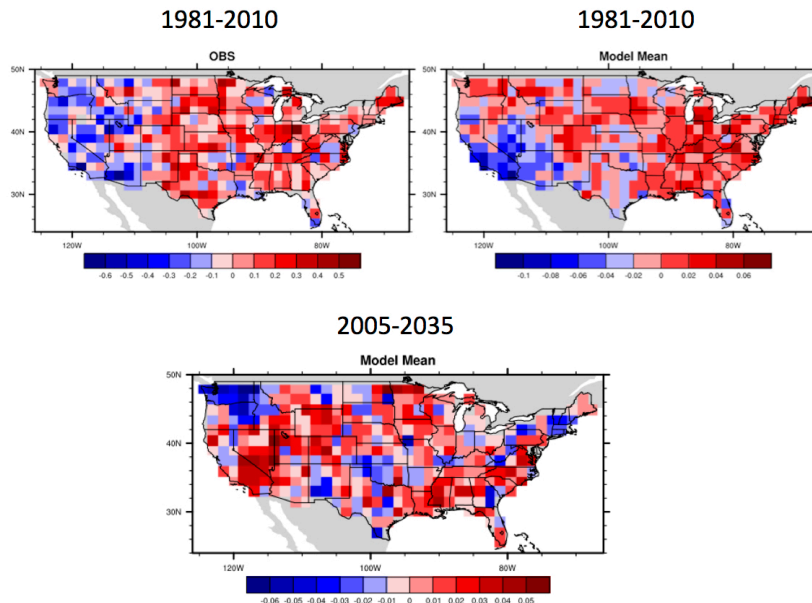 1981-2010
OBS
50N
40N
30N
120W 100W 80W
-0.6 -0.5 -0.4 -0.3 -0.2 -0.1 0 0.1 0.2 0.3 0.4 0.5
1981-2010
Model Mean
50N
40N
30N
120W 100W 80W
-0.1 -0.08 -0.06 -0.04 -0.02 0 0.02 0.04 0.06
2005-2035
Model Mean
50N
40N
30N
120W 100W 80W
-0.06 -0.05 -0.04 -0.03 -0.02 -0.01 0 0.01 0.02 0.03 0.04 0.05